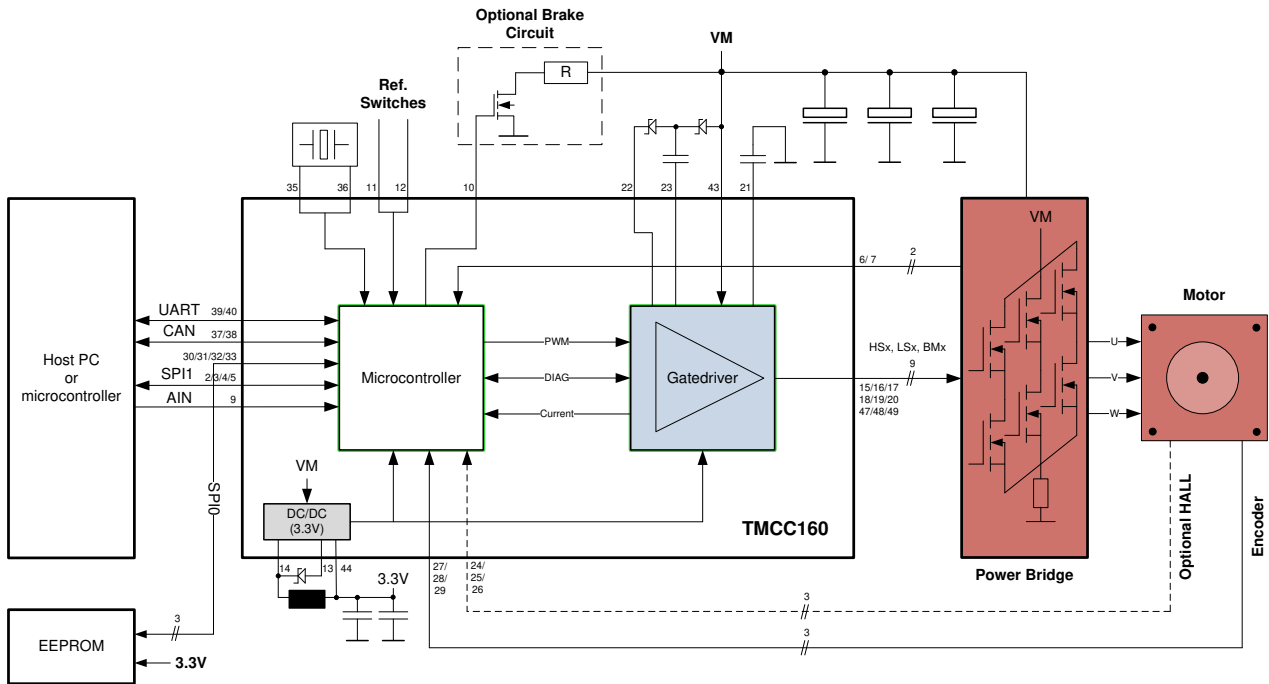 Optional Brake
Circuit
VM
R
Ref.
Switches
35
36
11
12
10
22
23
43
21
6/ 7
2
VM
Motor
UART 39/40
CAN 37/38
30/31/32/33
SPI1 2/3/4/5
AIN 9
Host PC
or
microcontroller
Microcontroller
PWM
DIAG
Current
Gatedriver
HSx, LSx, BMx
9
15/16/17
18/19/20
47/48/49
U
V
W
SPI0
VM
DC/DC
(3.3V)
TMCC160
Power Bridge
Optional HALL
Encoder
14
13
44
3.3V
27/
28/
29
24/
25/
26
3
3
3
EEPROM
3.3V